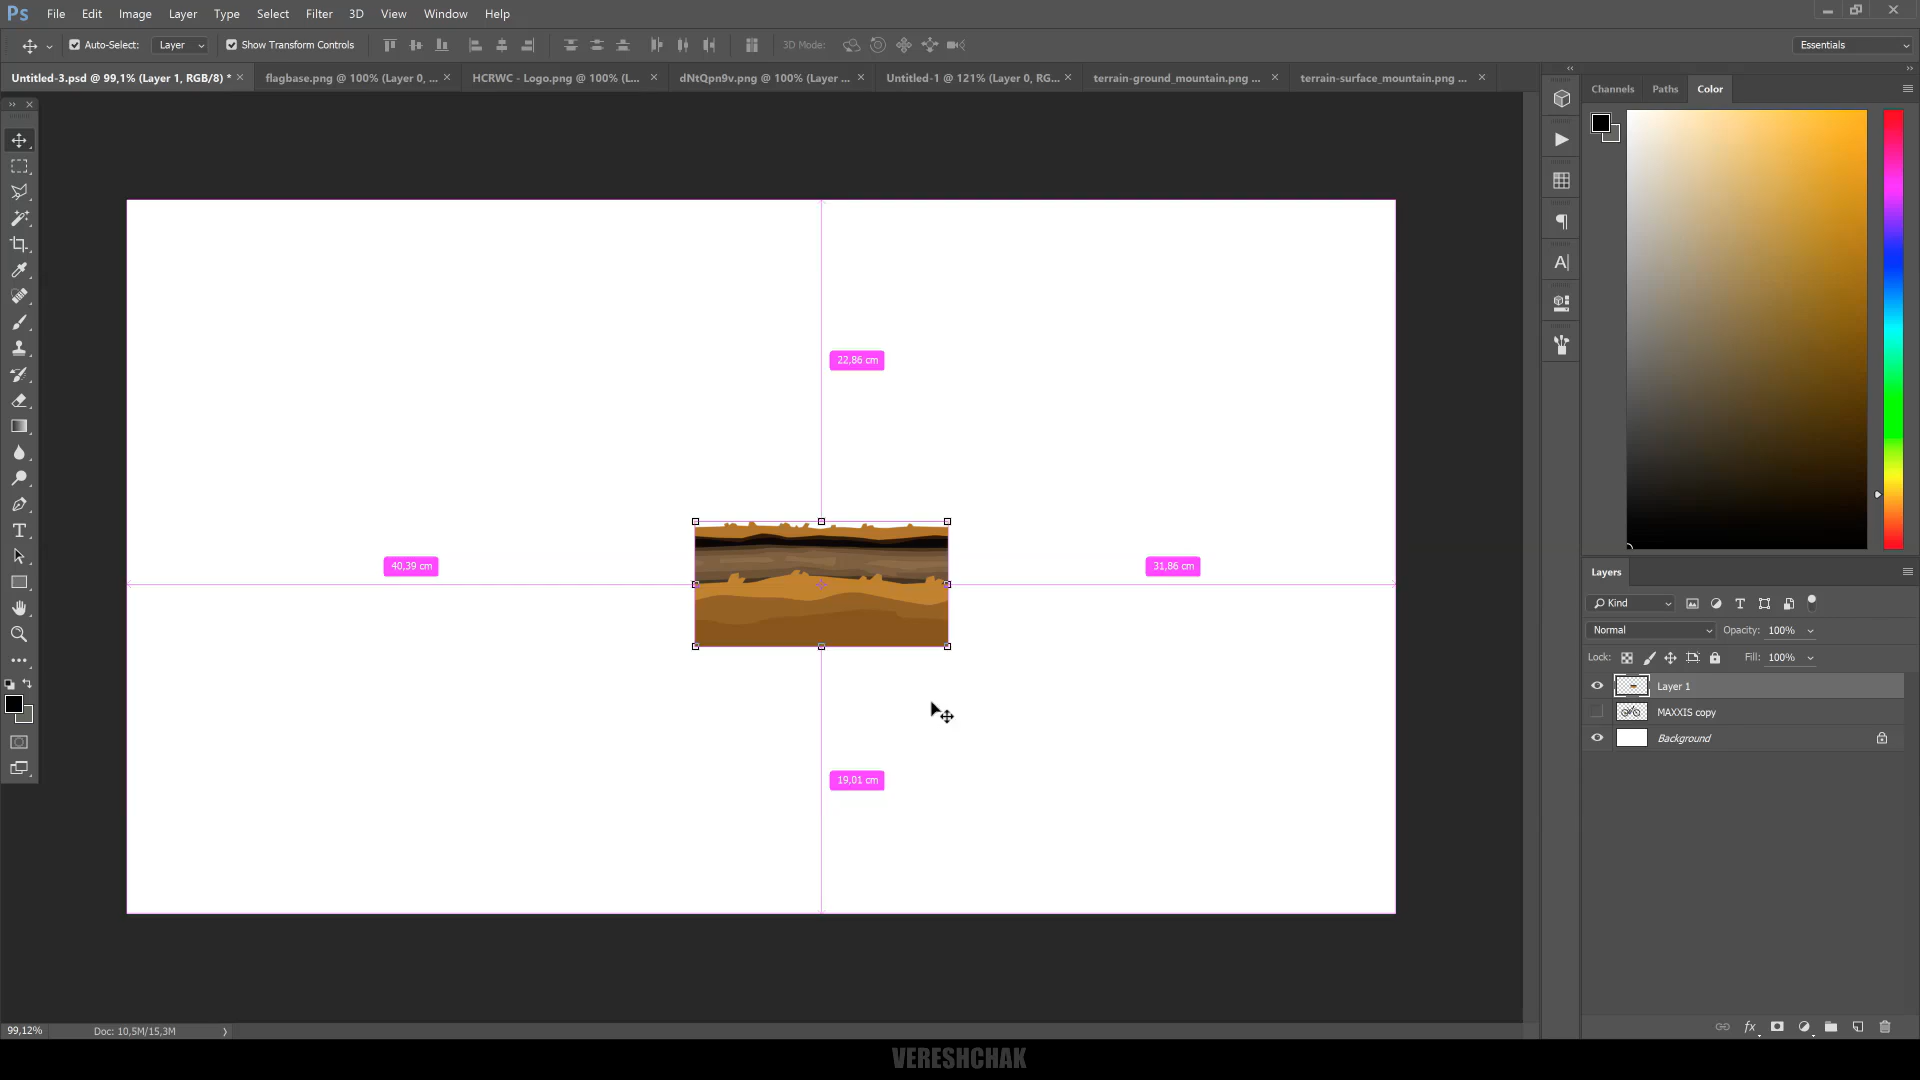 Ps File Edit Image Layer Type Select Filter 3D View Window Help
Auto-Select: Layer Show Transform Controls 3D Mode: Essentials
Untitled-3.psd @ 99,1% (Layer 1, RGB/8) * flagbase.png @ 100% (Layer 0, ... HCRWC - Logo.png @ 100% (L... dNtQpn9v.png @ 100% (Layer ... Untitled-1 @ 121% (Layer 0, RG... terrain-ground_mountain.png ... terrain-surface_mountain.png ...
Channels Paths Color
22,86 cm
40,39 cm
31,86 cm
19,01 cm
Layers
Kind
Normal Opacity: 100%
Lock: Fill: 100%
Layer 1
MAXXIS copy
Background
99,12% Doc: 10,5M/15,3M
VERESHCHAK